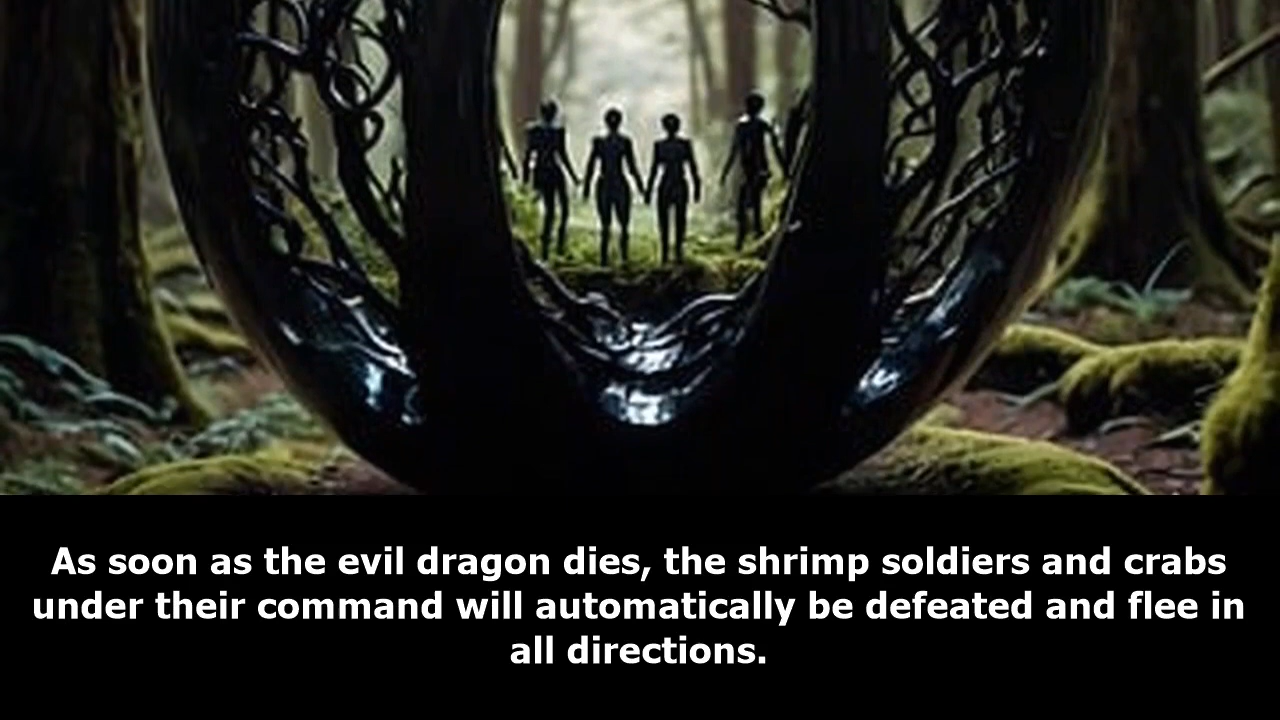 As soon as the evil dragon dies, the shrimp soldiers and crabs
under their command will automatically be defeated and flee in
all directions.